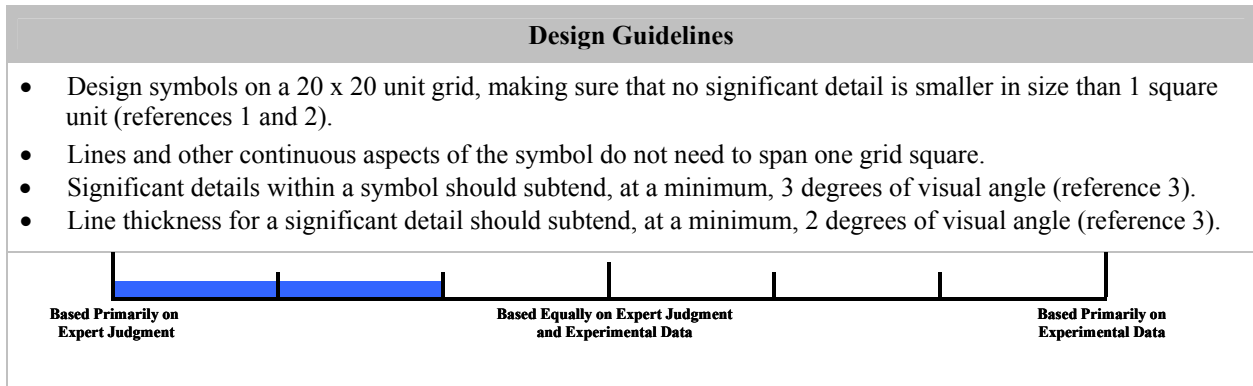 Design Guidelines
• Design symbols on a 20 x 20 unit grid, making sure that no significant detail is smaller in size than 1 square
unit (references 1 and 2).
• Lines and other continuous aspects of the symbol do not need to span one grid square.
• Significant details within a symbol should subtend, at a minimum, 3 degrees of visual angle (reference 3).
• Line thickness for a significant detail should subtend, at a minimum, 2 degrees of visual angle (reference 3).
Based Primarily on
Expert Judgment
Based Equally on Expert Judgment
and Experimental Data
Based Primarily on
Experimental Data